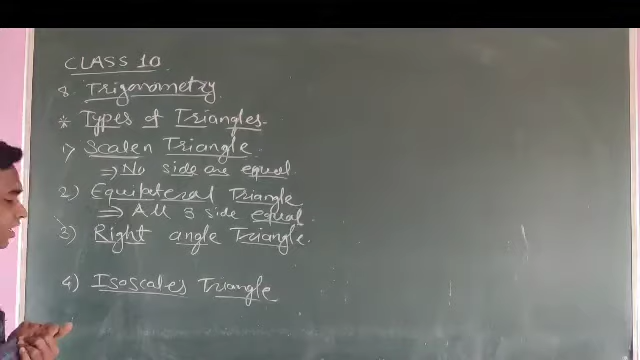 CLASS 10
8. Trigonometry
* Types of Triangles
1) Scalen Triangle
⇒ No side are equal
2) Equilateral Triangle
⇒ All 3 side equal
3) Right angle Triangle.
4) Isoscales Triangle